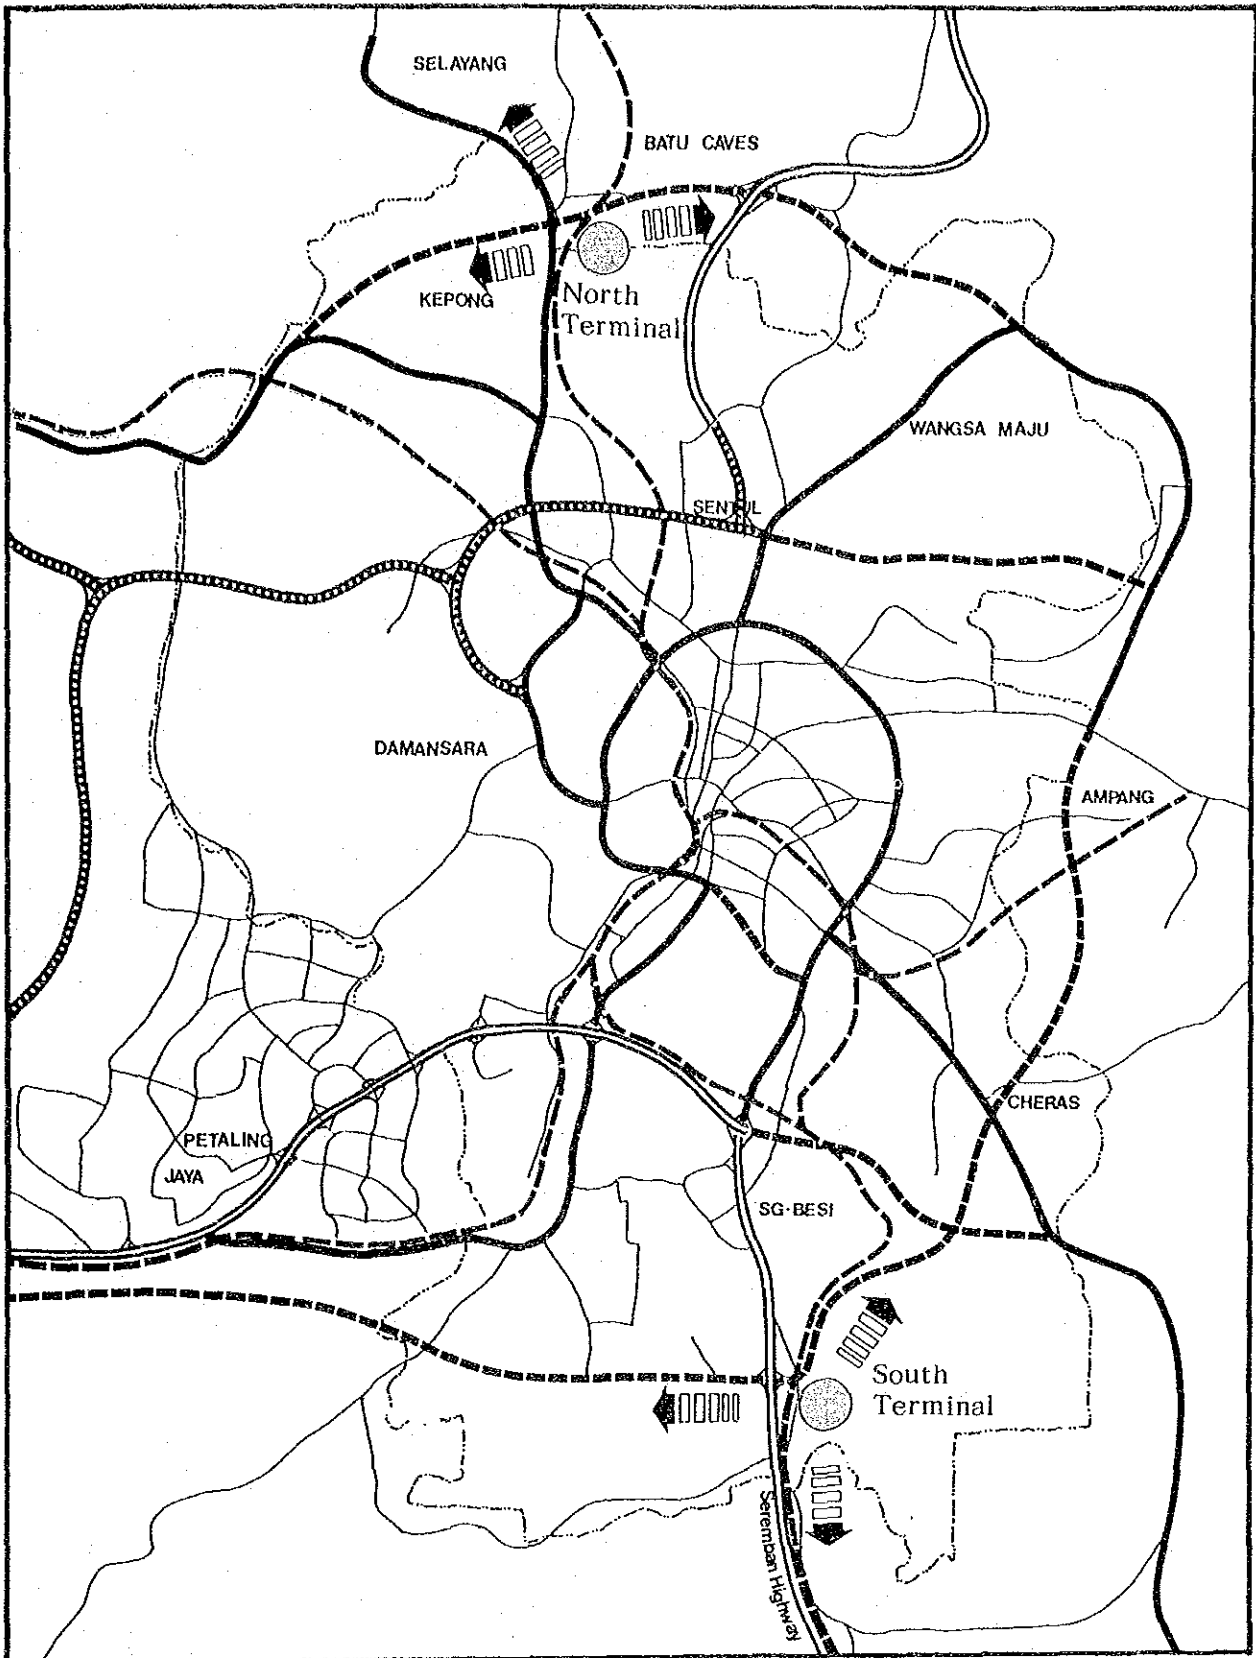 SELAYANG
BATU CAVES
KEPONG
North
Terminal
WANGSA MAJU
SENTUL
DAMANSARA
AMPANG
CHERAS
PETALING
JAYA
SG·BESI
South
Terminal
Seremban Highway